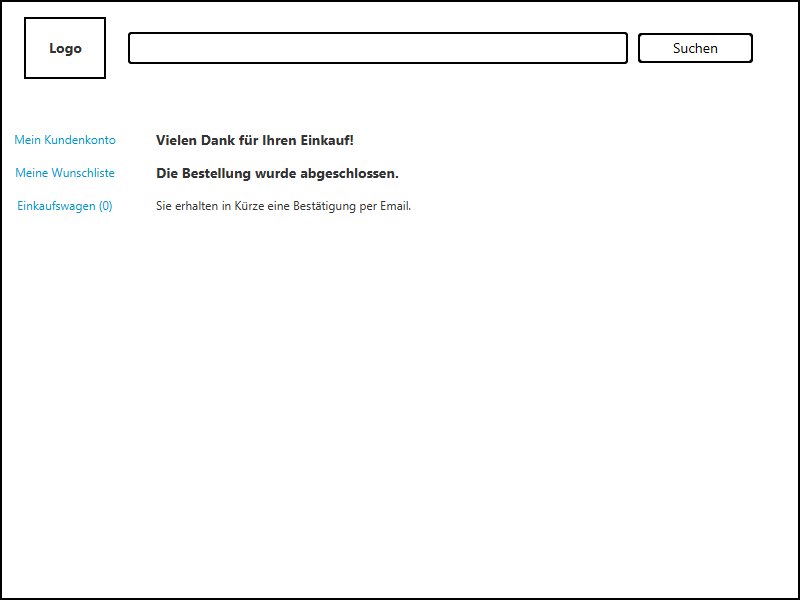 Logo
Suchen
Mein Kundenkonto
Vielen Dank für Ihren Einkauf!
Meine Wunschliste
Die Bestellung wurde abgeschlossen.
Einkaufswagen (0)
Sie erhalten in Kürze eine Bestätigung per Email.